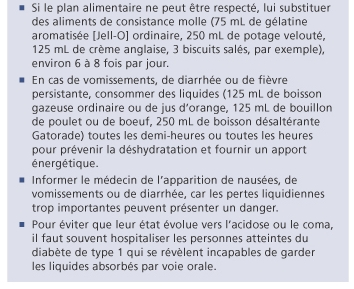 ■ Si le plan alimentaire ne peut être respecté, lui substituer
des aliments de consistance molle (75 mL de gélatine
aromatisée [Jell-O] ordinaire, 250 mL de potage velouté,
125 mL de crème anglaise, 3 biscuits salés, par exemple),
environ 6 à 8 fois par jour.
■ En cas de vomissements, de diarrhée ou de fièvre
persistante, consommer des liquides (125 mL de boisson
gazeuse ordinaire ou de jus d'orange, 125 mL de bouillon
de poulet ou de boeuf, 250 mL de boisson désaltérante
Gatorade) toutes les demi-heures ou toutes les heures
pour prévenir la déshydratation et fournir un apport
énergétique.
■ Informer le médecin de l'apparition de nausées, de
vomissements ou de diarrhée, car les pertes liquidiennes
trop importantes peuvent présenter un danger.
■ Pour éviter que leur état évolue vers l'acidose ou le coma,
il faut souvent hospitaliser les personnes atteintes du
diabète de type 1 qui se révèlent incapables de garder
les liquides absorbés par voie orale.